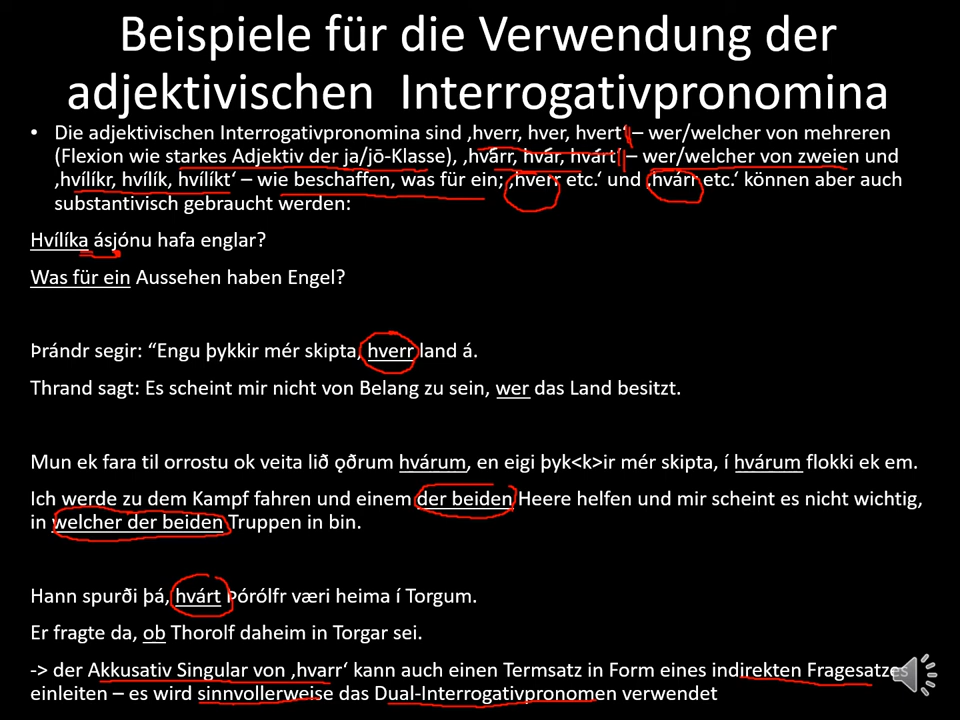 Beispiele für die Verwendung der
adjektivischen Interrogativpronomina
• Die adjektivischen Interrogativpronomina sind ‚hverr, hver, hvert‘ – wer/welcher von mehreren
(Flexion wie starkes Adjektiv der ja/jō-Klasse), ‚hvárr, hvár, hvárt‘ – wer/welcher von zweien und
‚hvílíkr, hvílík, hvílíkt‘ – wie beschaffen, was für ein; ‚hverr etc.‘ und ‚hvárr etc.‘ können aber auch
substantivisch gebraucht werden:
Hvílíka ásjónu hafa englar?
Was für ein Aussehen haben Engel?
Þrándr segir: “Engu þykkir mér skipta, hverr land á.
Thrand sagt: Es scheint mir nicht von Belang zu sein, wer das Land besitzt.
Mun ek fara til orrostu ok veita lið ǫðrum hvárum, en eigi þyk<k>ir mér skipta, í hvárum flokki ek em.
Ich werde zu dem Kampf fahren und einem der beiden Heere helfen und mir scheint es nicht wichtig,
in welcher der beiden Truppen in bin.
Hann spurði þá, hvárt Þórólfr væri heima í Torgum.
Er fragte da, ob Thorolf daheim in Torgar sei.
-> der Akkusativ Singular von ‚hvarr‘ kann auch einen Termsatz in Form eines indirekten Fragesatzes
einleiten – es wird sinnvollerweise das Dual-Interrogativpronomen verwendet